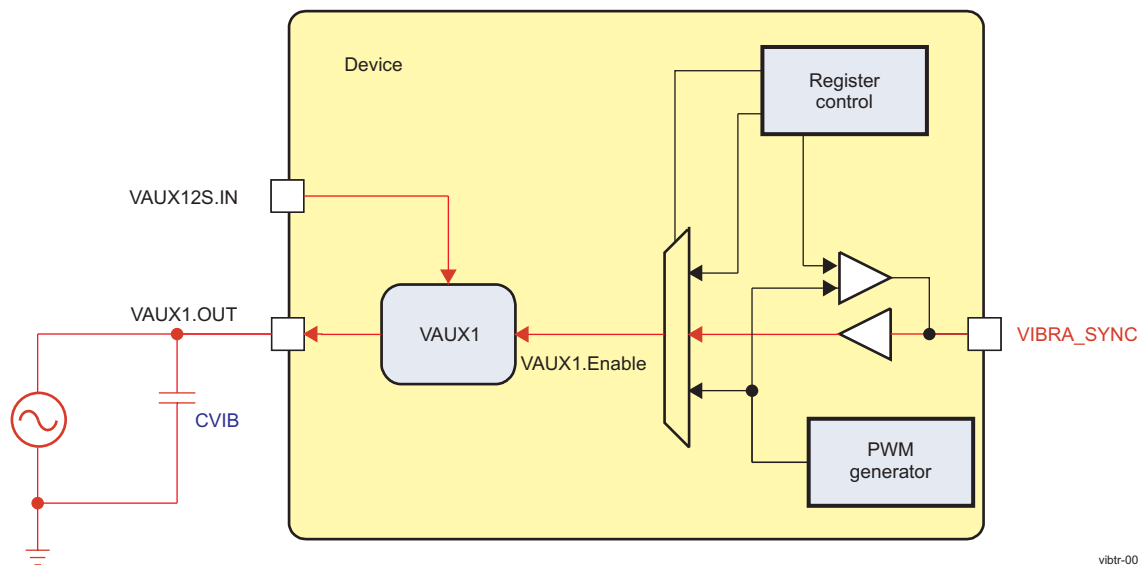 Device
Register
control
VAUX12S.IN
VAUX1.OUT
VAUX1
VAUX1.Enable
VIBRA_SYNC
CVIB
PWM
generator
vibtr-00